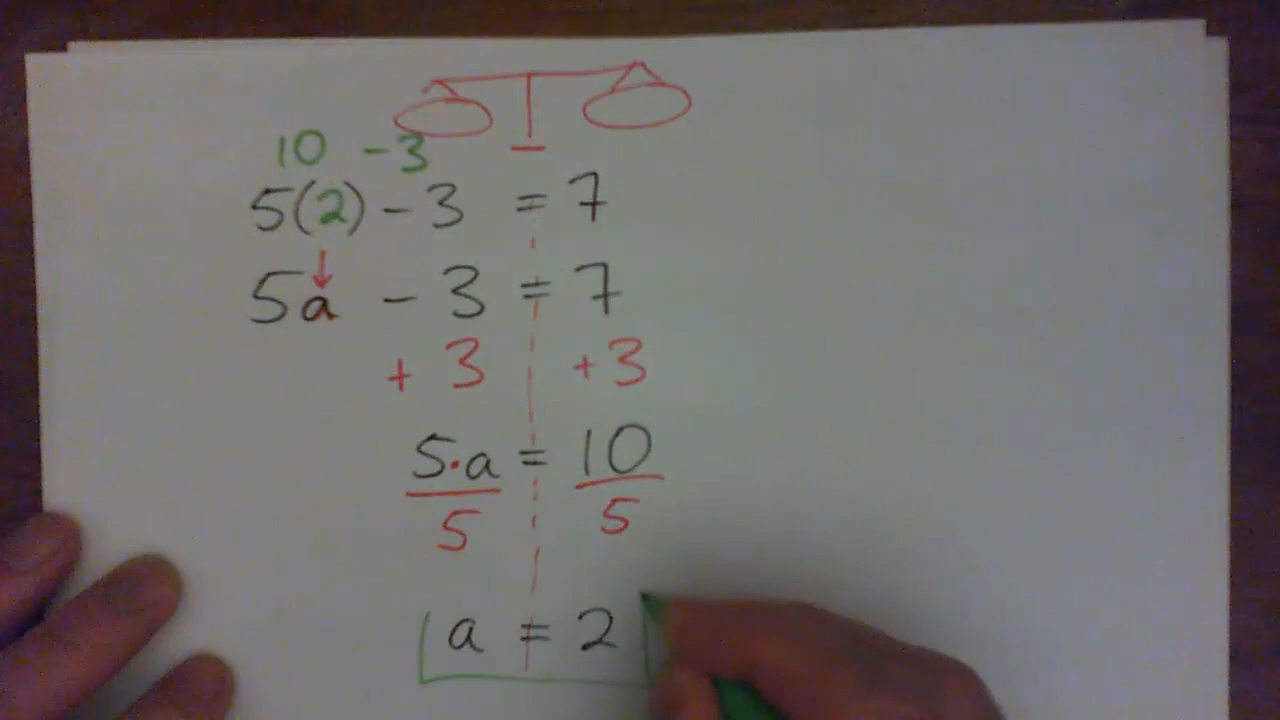 10 -3
5(2) - 3 = 7
5a - 3 = 7
+ 3 +3
5·a = 10
5 5
a = 2